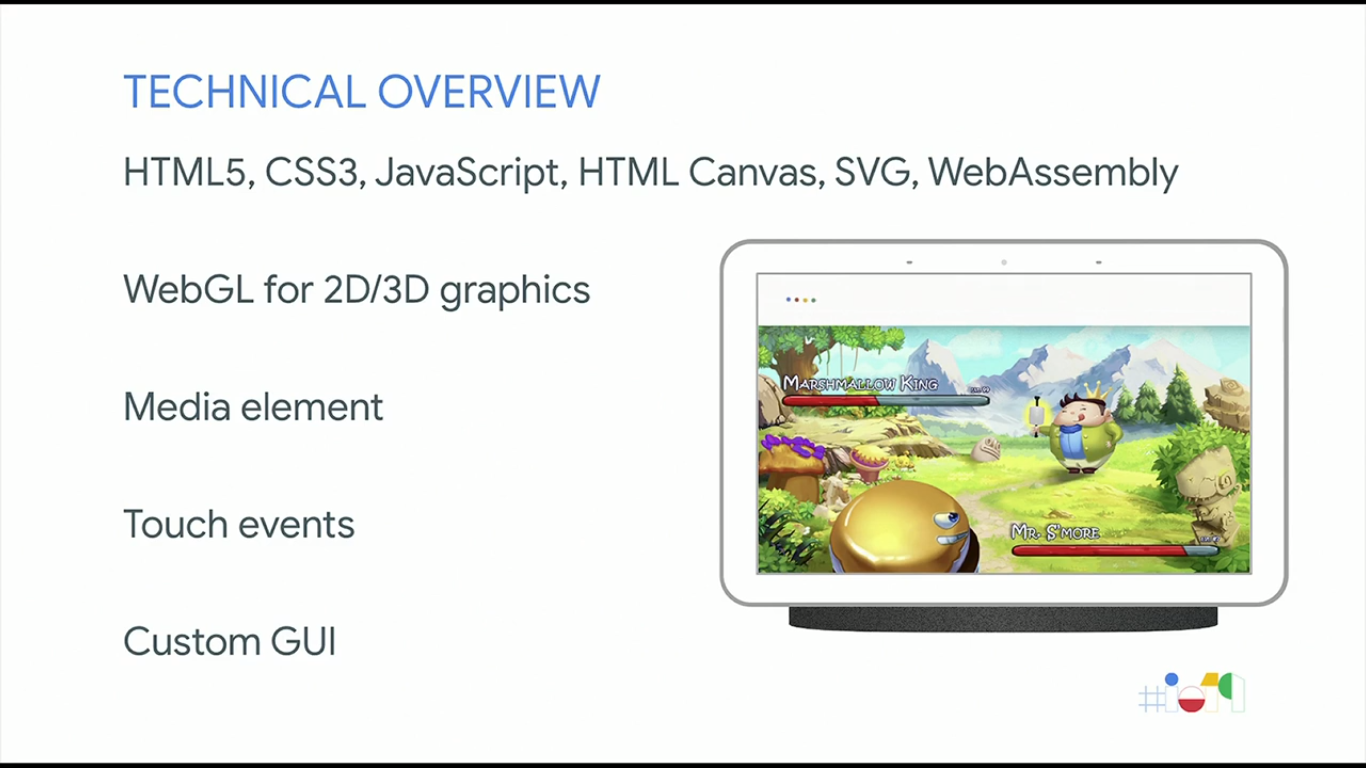 TECHNICAL OVERVIEW
HTML5, CSS3, JavaScript, HTML Canvas, SVG, WebAssembly
WebGL for 2D/3D graphics
Media element
Touch events
Custom GUI
MARSHMALLOW KING
MR. S'MORE
#io19